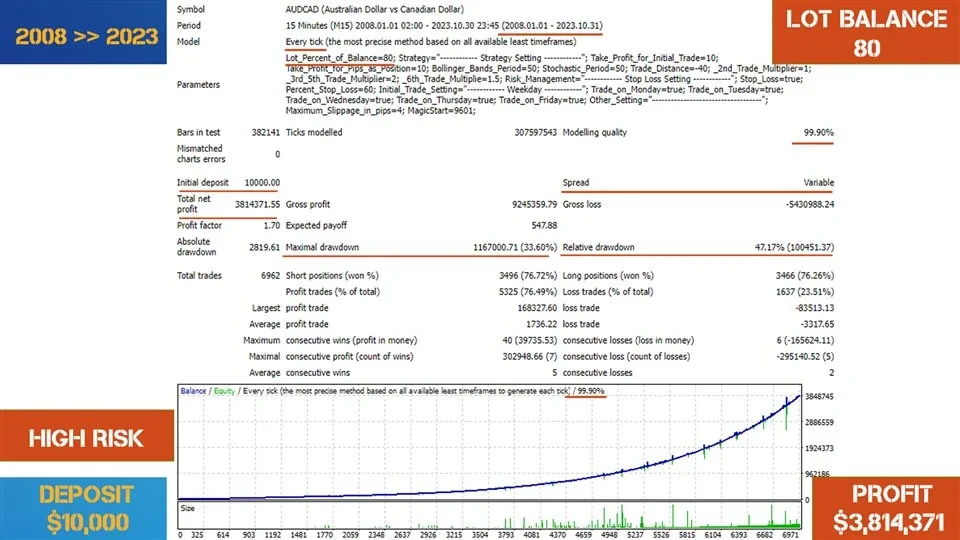 2008 >> 2023
LOT BALANCE
80
Symbol AUDCAD (Australian Dollar vs Canadian Dollar)
Period 15 Minutes (M15) 2008.01.01 02:00 - 2023.10.30 23:45 (2008.01.01 - 2023.10.31)
Model Every tick (the most precise method based on all available least timeframes)
Parameters
Lot_Percent_of_Balance=80; Strategy="------------ Strategy Setting ------------"; Take_Profit_for_Initial_Trade=10;
Take_Profit_for_Pips_as_Position=10; Bollinger_Bands_Period=50; Stochastic_Period=50; Trade_Distance=-40; _2nd_Trade_Multiplier=1;
_3rd_5th_Trade_Multiplier=2; _6th_Trade_Multiplie=1.5; Risk_Management="------------ Stop Loss Setting ------------"; Stop_Loss=true;
Percent_Stop_Loss=60; Initial_Trade_Setting="------------ Weekday ------------"; Trade_on_Monday=true; Trade_on_Tuesday=true;
Trade_on_Wednesday=true; Trade_on_Thursday=true; Trade_on_Friday=true; Other_Setting="-----------------------------------";
Maximum_Slippage_in_pips=4; MagicStart=9601;
Bars in test 382141 Ticks modelled 307597543 Modelling quality 99.90%
Mismatched
charts errors 0
Initial deposit 10000.00 Spread Variable
Total net
profit 3814371.55 Gross profit 9245359.79 Gross loss -5430988.24
Profit factor 1.70 Expected payoff 547.88
Absolute
drawdown 2819.61 Maximal drawdown 1167000.71 (33.60%) Relative drawdown 47.17% (100451.37)
Total trades 6962 Short positions (won %) 3496 (76.72%) Long positions (won %) 3466 (76.26%)
Profit trades (% of total) 5325 (76.49%) Loss trades (% of total) 1637 (23.51%)
Largest profit trade 168327.60 loss trade -83513.13
Average profit trade 1736.22 loss trade -3317.65
Maximum consecutive wins (profit in money) 40 (39735.53) consecutive losses (loss in money) 6 (-165624.11)
Maximal consecutive profit (count of wins) 302948.66 (7) consecutive loss (count of losses) -295140.52 (5)
Average consecutive wins 5 consecutive losses 2
Balance / Equity / Every tick (the most precise method based on all available least timeframes to generate each tick) / 99.90%
3848745
2886559
1924373
962186
0
Size
0 325 614 904 1192 1481 1770 2059 2348 2637 2926 3215 3504 3793 4081 4370 4659 4948 5237 5526 5815 6104 6393 6682 6971
HIGH RISK
DEPOSIT
$10,000
PROFIT
$3,814,371